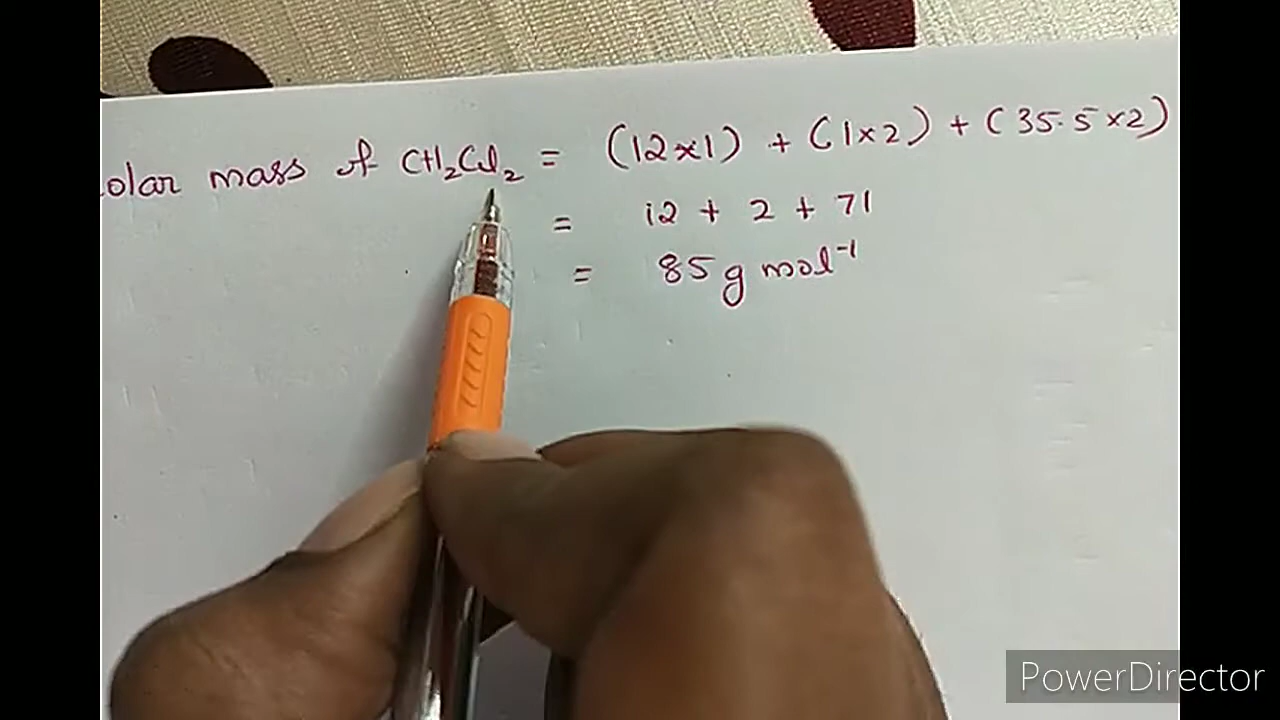 olar mass of CH₂Cl₂ = (12×1) + (1×2) + (35.5×2)
= 12 + 2 + 71
= 85 g mol⁻¹
PowerDirector